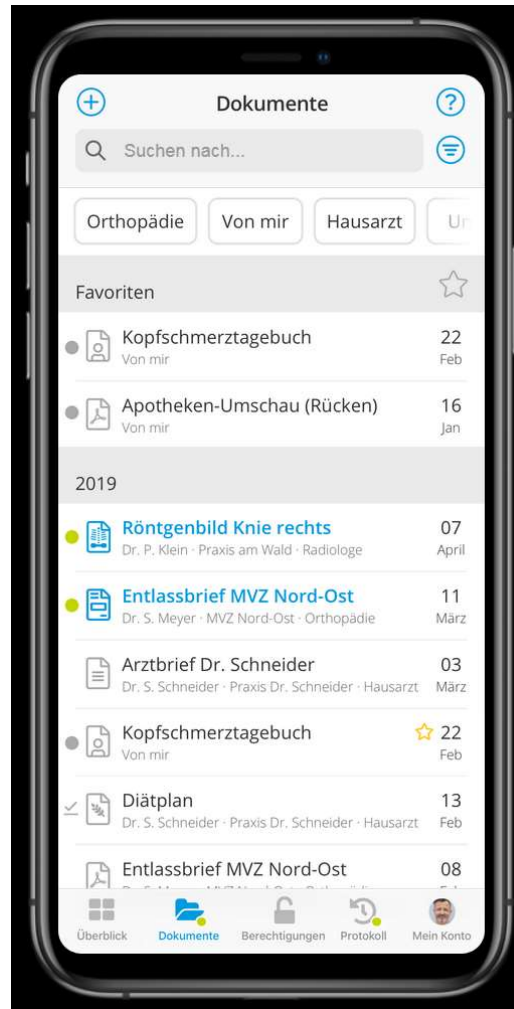 Dokumente
Suchen nach...
Orthopädie
Von mir
Hausarzt
Favoriten
Kopfschmerztagebuch
22
Von mir
Feb
Apotheken-Umschau (Rücken)
16
Von mir
Jan
2019
Röntgenbild Knie rechts
07
Dr. P. Klein · Praxis am Wald · Radiologe
April
Entlassbrief MVZ Nord-Ost
11
Dr. S. Meyer · MVZ Nord-Ost · Orthopädie
März
Arztbrief Dr. Schneider
03
Dr. S. Schneider · Praxis Dr. Schneider · Hausarzt
März
Kopfschmerztagebuch
22
Von mir
Feb
Diätplan
13
Dr. S. Schneider · Praxis Dr. Schneider · Hausarzt
Feb
Entlassbrief MVZ Nord-Ost
08
Überblick
Dokumente
Berechtigungen
Protokoll
Mein Konto